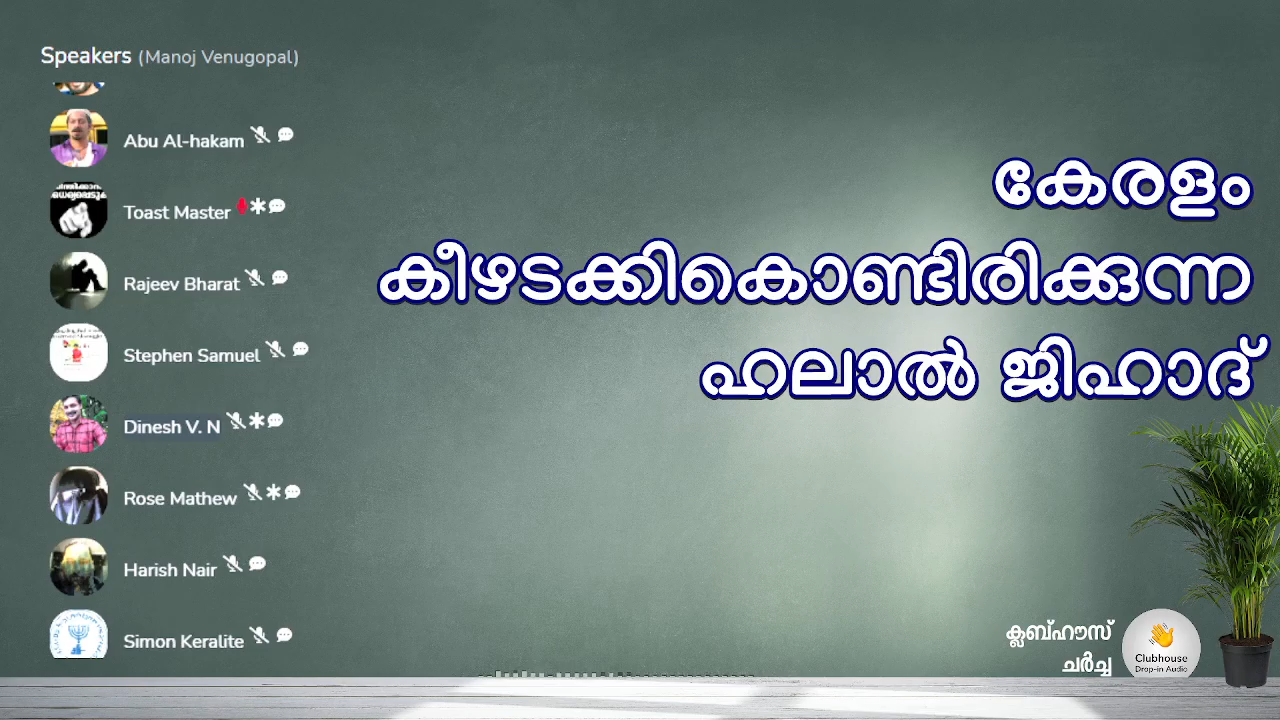 Speakers (Manoj Venugopal)
Abu Al-hakam
Toast Master
Rajeev Bharat
Stephen Samuel
Dinesh V. N
Rose Mathew
Harish Nair
Simon Keralite
കേരളം
കീഴടക്കികൊണ്ടിരിക്കുന്ന
ഹലാൽ ജിഹാദ്
ക്ലബ്ഹൗസ്
ചർച്ച
Clubhouse
Drop-in Audio